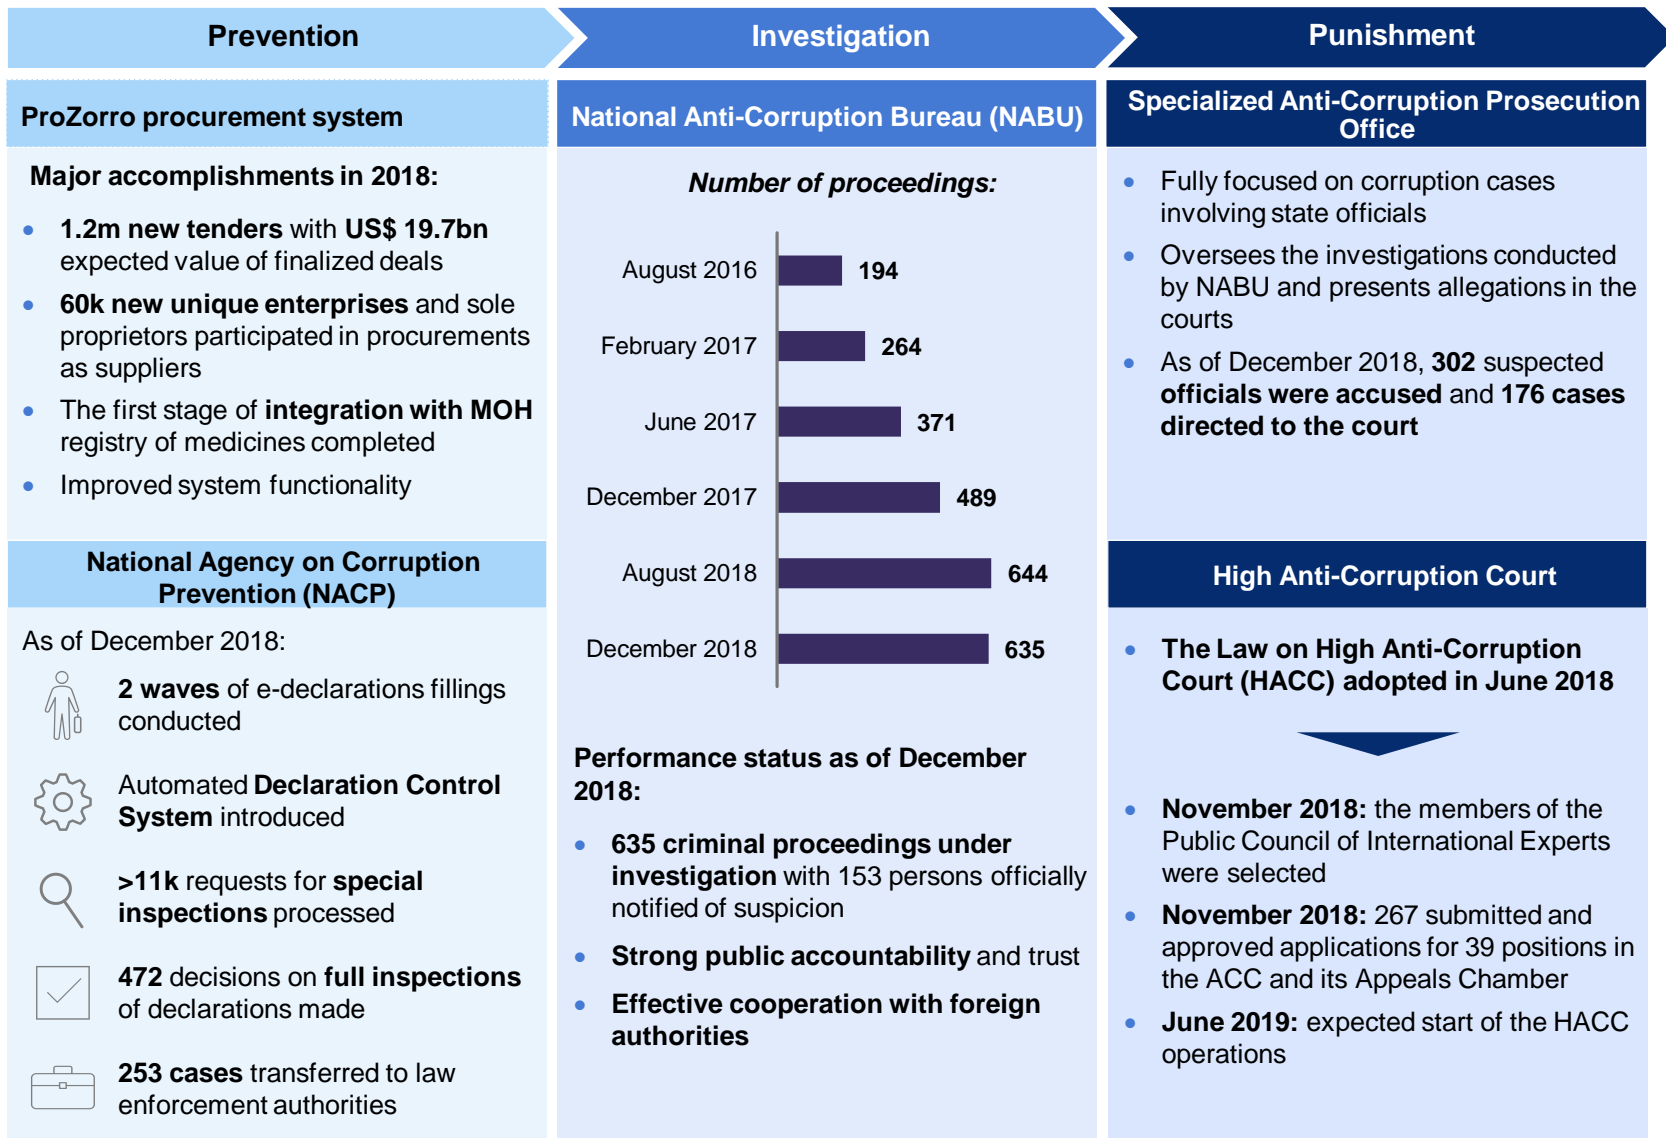 Prevention
Investigation
Punishment
ProZorro procurement system
Major accomplishments in 2018:
• 1.2m new tenders with US$ 19.7bn
expected value of finalized deals
• 60k new unique enterprises and sole
proprietors participated in procurements
as suppliers
• The first stage of integration with MOH
registry of medicines completed
• Improved system functionality
National Agency on Corruption
Prevention (NACP)
As of December 2018:
2 waves of e-declarations fillings
conducted
Automated Declaration Control
System introduced
>11k requests for special
inspections processed
472 decisions on full inspections
of declarations made
253 cases transferred to law
enforcement authorities
National Anti-Corruption Bureau (NABU)
Number of proceedings:
August 2016 194
February 2017 264
June 2017 371
December 2017 489
August 2018 644
December 2018 635
Performance status as of December
2018:
• 635 criminal proceedings under
investigation with 153 persons officially
notified of suspicion
• Strong public accountability and trust
• Effective cooperation with foreign
authorities
Specialized Anti-Corruption Prosecution
Office
• Fully focused on corruption cases
involving state officials
• Oversees the investigations conducted
by NABU and presents allegations in the
courts
• As of December 2018, 302 suspected
officials were accused and 176 cases
directed to the court
High Anti-Corruption Court
• The Law on High Anti-Corruption
Court (HACC) adopted in June 2018
• November 2018: the members of the
Public Council of International Experts
were selected
• November 2018: 267 submitted and
approved applications for 39 positions in
the ACC and its Appeals Chamber
• June 2019: expected start of the HACC
operations